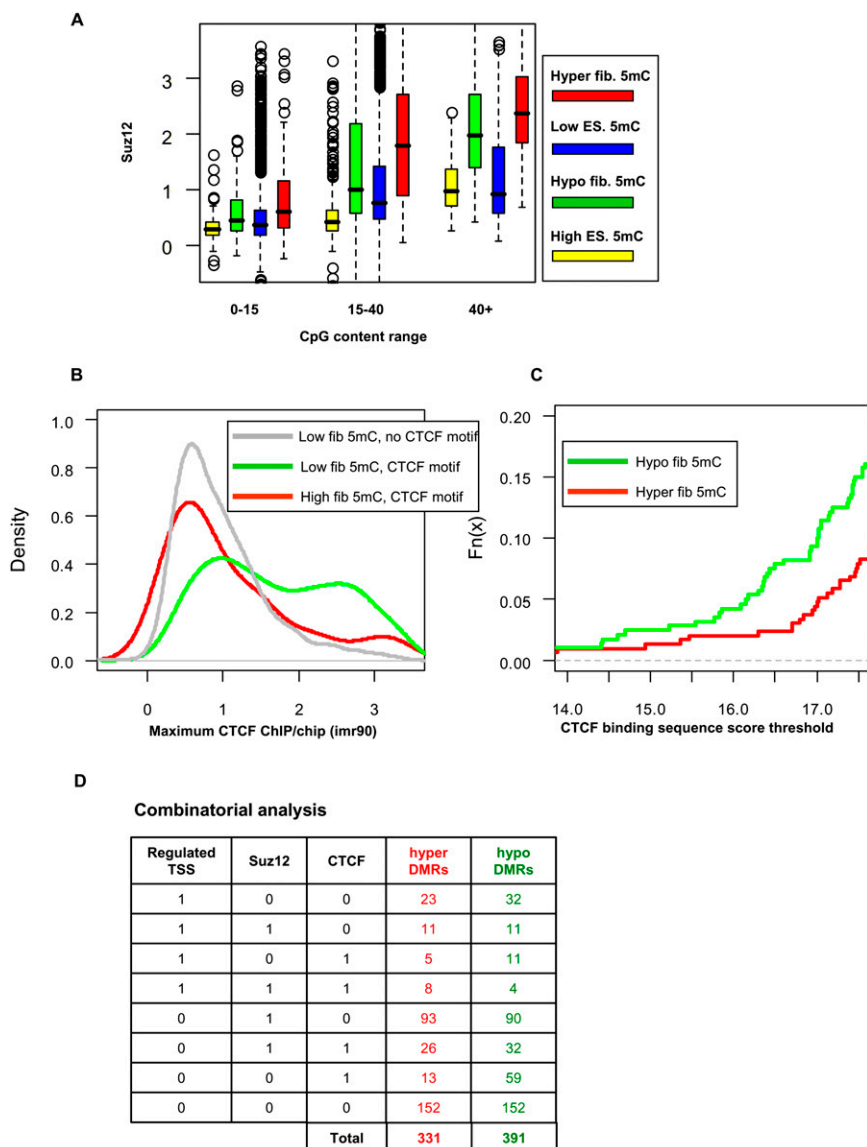 A
Suz12
3
2
1
0
0-15
15-40
40+
CpG content range
Hyper fib. 5mC
Low ES. 5mC
Hypo fib. 5mC
High ES. 5mC
B
Density
1.0
0.8
0.6
0.4
0.2
0.0
Low fib 5mC, no CTCF motif
Low fib 5mC, CTCF motif
High fib 5mC, CTCF motif
0 1 2 3
Maximum CTCF ChIP/chip (imr90)
C
Fn(x)
0.20
0.15
0.10
0.05
0.00
Hypo fib 5mC
Hyper fib 5mC
14.0 15.0 16.0 17.0
CTCF binding sequence score threshold
D
Combinatorial analysis
Regulated TSS Suz12 CTCF hyper DMRs hypo DMRs
1 0 0 23 32
1 1 0 11 11
1 0 1 5 11
1 1 1 8 4
0 1 0 93 90
0 1 1 26 32
0 0 1 13 59
0 0 0 152 152
Total 331 391